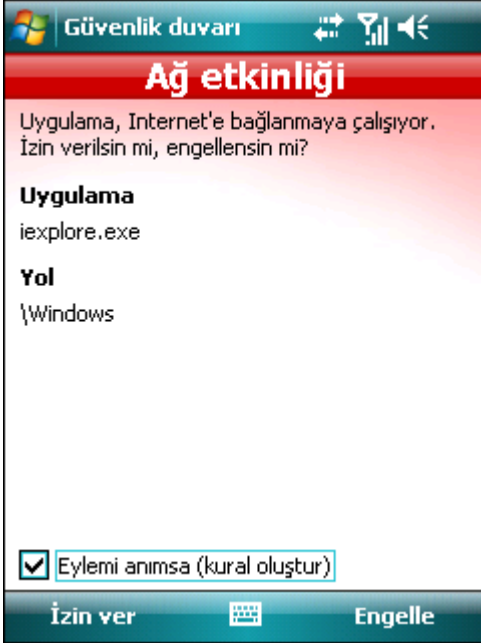 Güvenlik duvarı
Ağ etkinliği
Uygulama, Internet'e bağlanmaya çalışıyor.
İzin verilsin mi, engellensin mi?
Uygulama
iexplore.exe
Yol
\Windows
Eylemi anımsa (kural oluştur)
İzin ver
Engelle